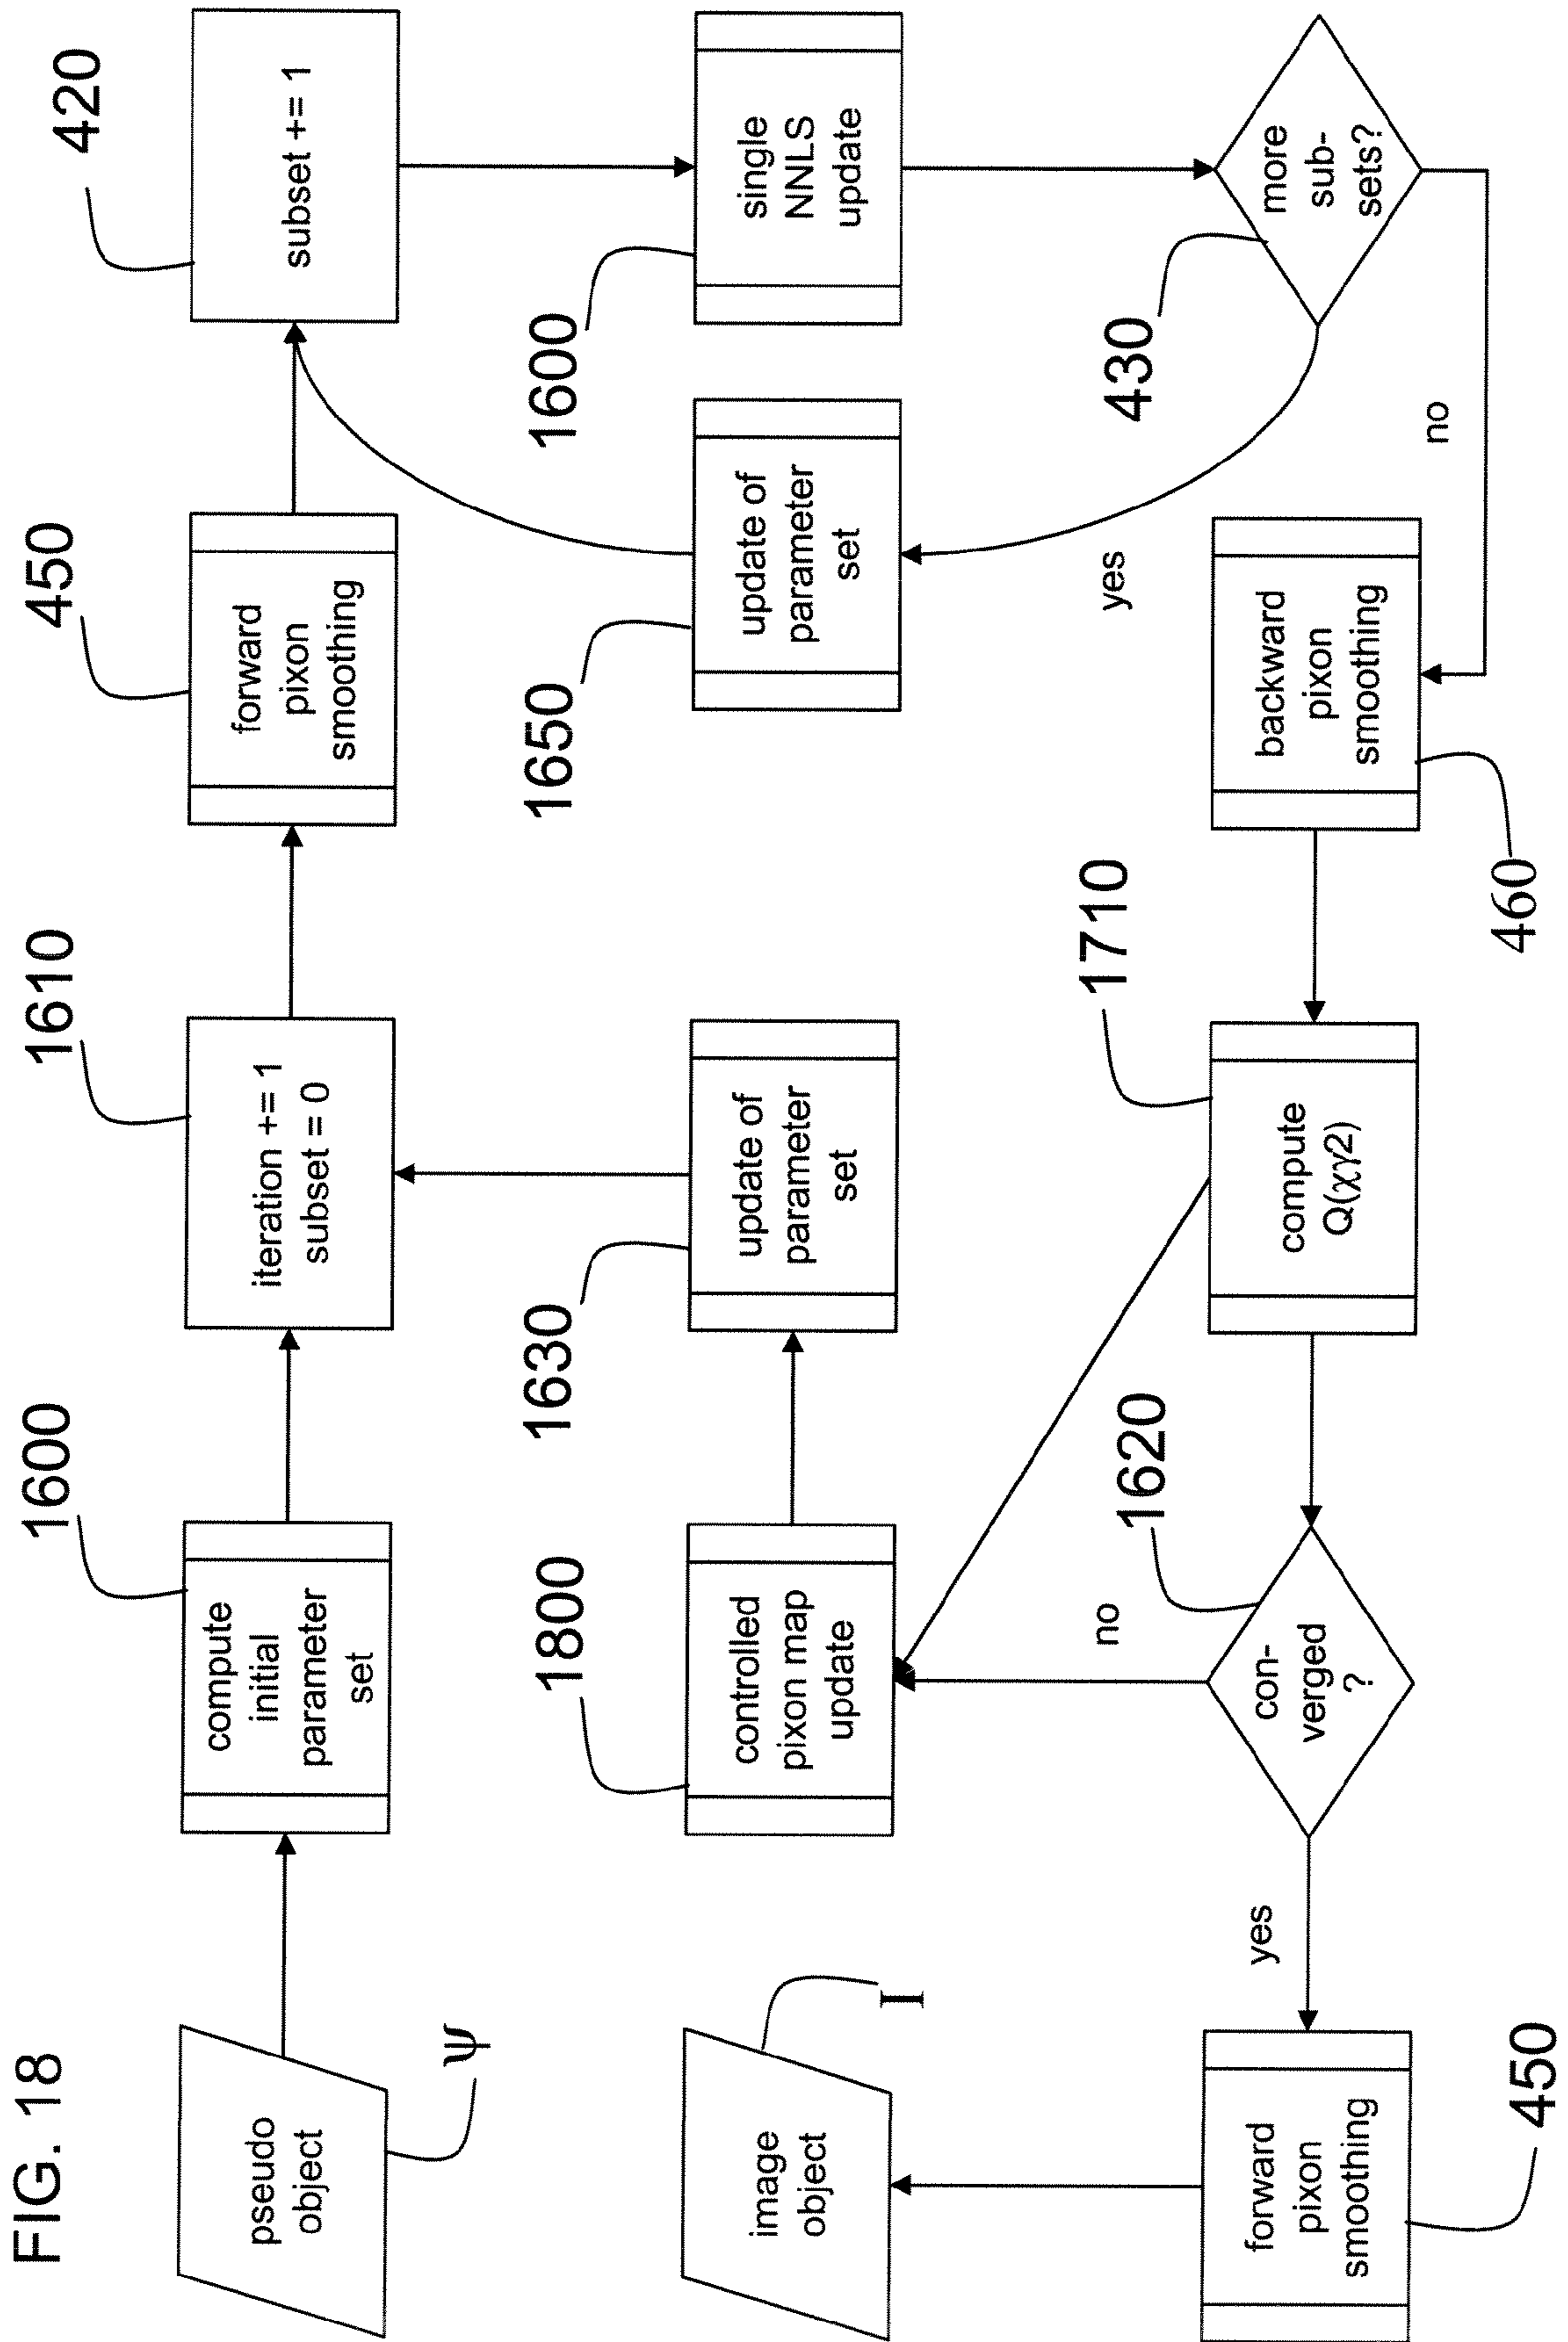 FIG. 18
pseudo
object
ψ
compute
initial
parameter
set
1600
iteration += 1
subset = 0
1610
forward
pixon
smoothing
450
subset += 1
420
image
object
I
controlled
pixon map
update
1800
update of
parameter
set
1630
update of
parameter
set
1650
single
NNLS
update
1600
forward
pixon
smoothing
450
yes
con-
verged
?
1620
no
compute
Q(χγ2)
1710
backward
pixon
smoothing
460
yes
more
sub-
sets?
430
no